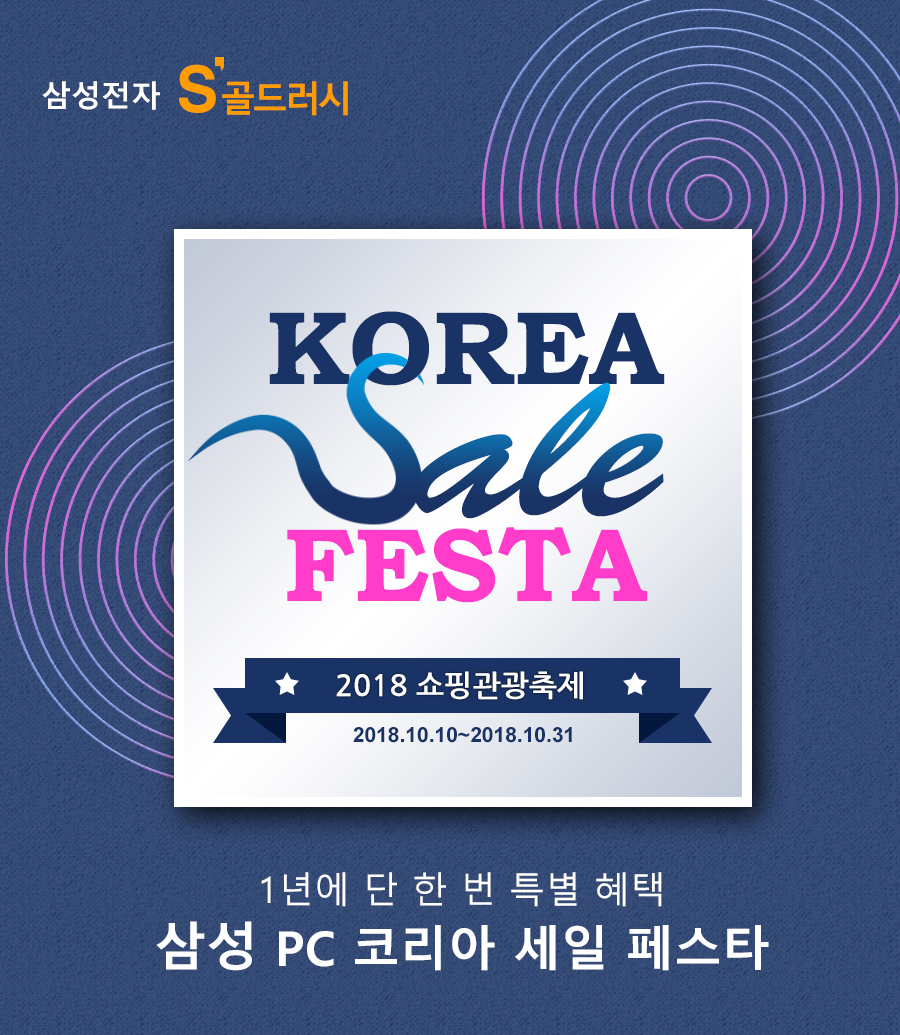 삼성전자 S'골드러시
KOREA
Sale
FESTA
2018 쇼핑관광축제
2018.10.10~2018.10.31
1년에 단 한 번 특별 혜택
삼성 PC 코리아 세일 페스타